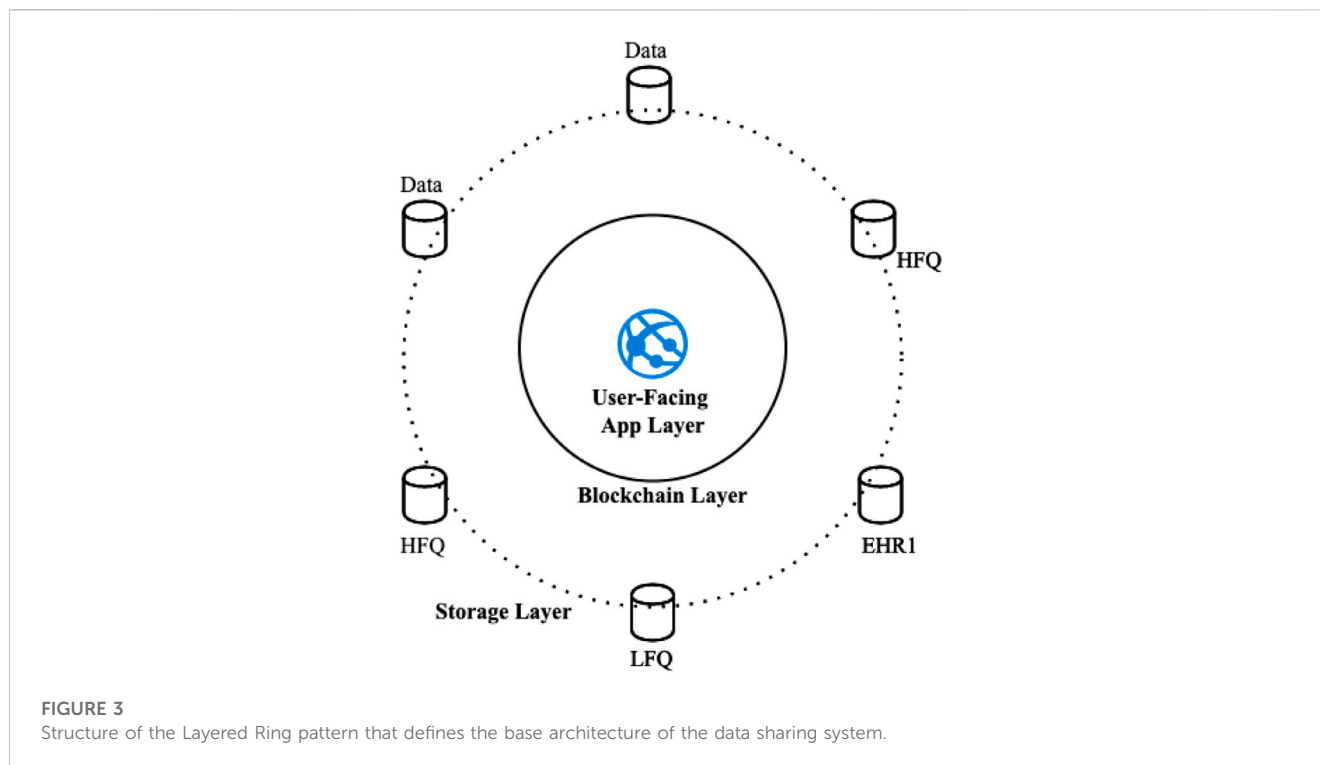 Data
Data
HFQ
User-Facing
App Layer
Blockchain Layer
HFQ
EHR1
Storage Layer
LFQ
FIGURE 3
Structure of the Layered Ring pattern that defines the base architecture of the data sharing system.